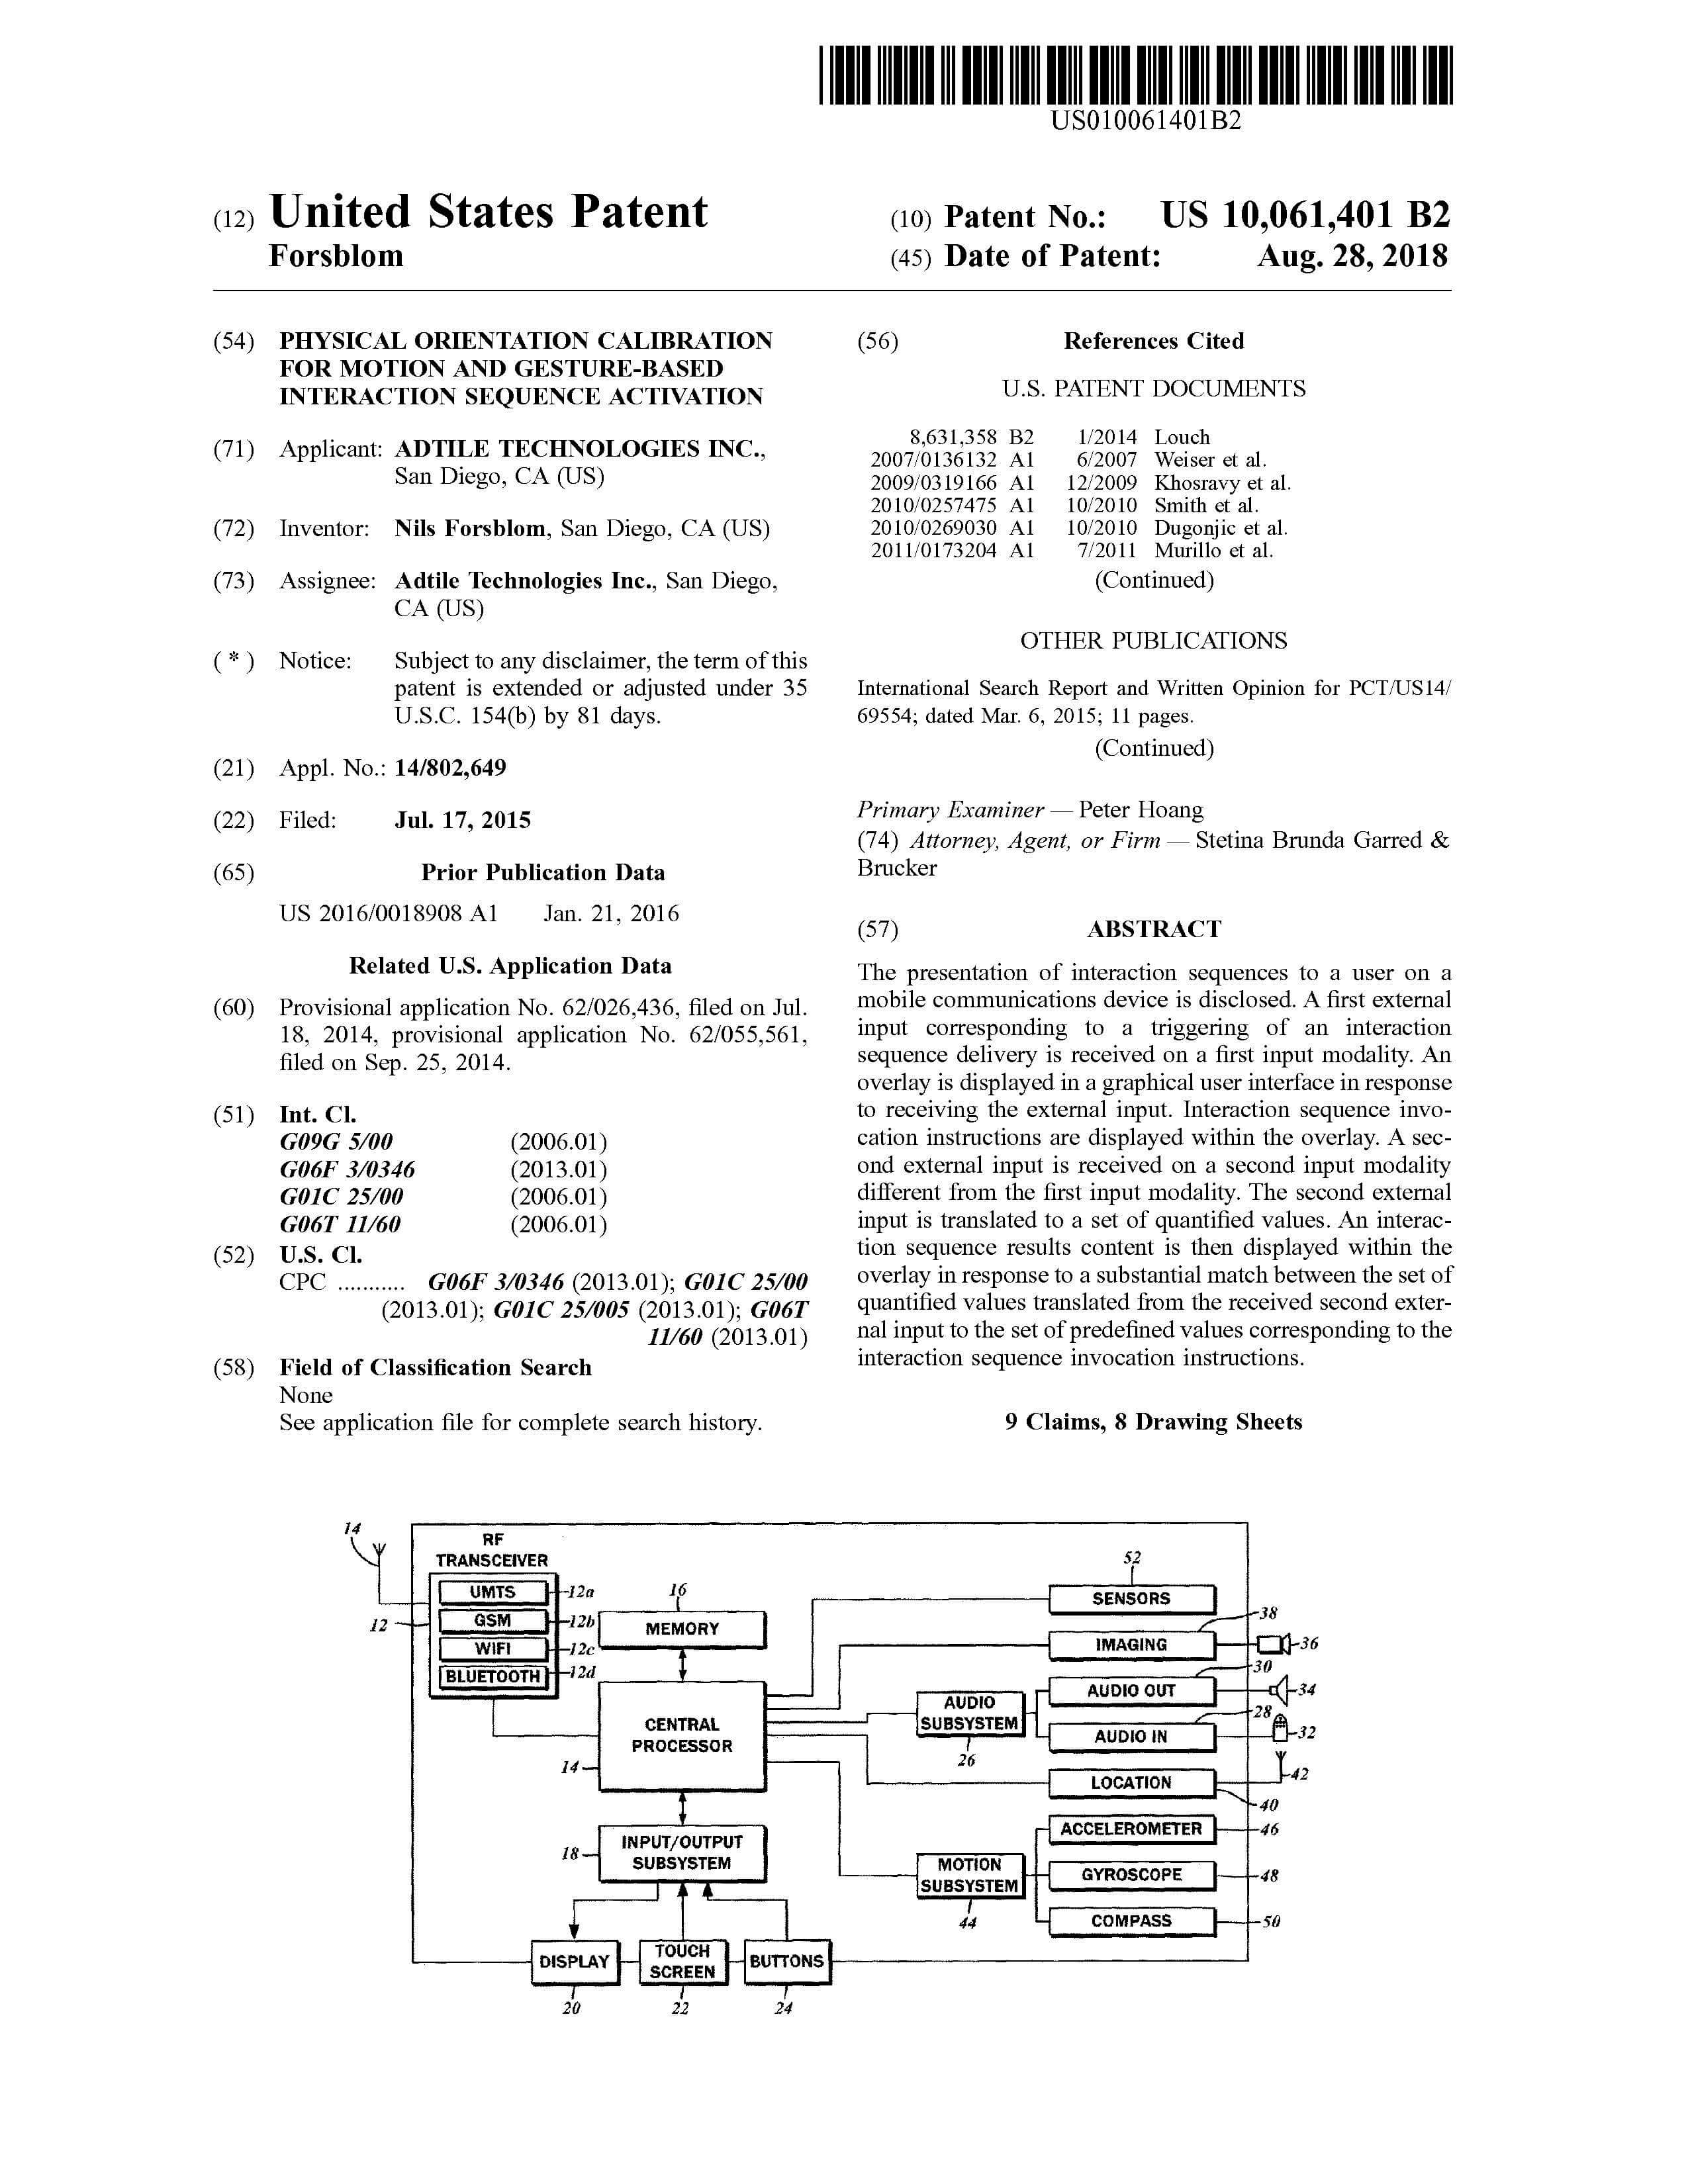 US010061401B2
(12) United States Patent
Forsblom
(10) Patent No.: US 10,061,401 B2
(45) Date of Patent: Aug. 28, 2018
(54) PHYSICAL ORIENTATION CALIBRATION
FOR MOTION AND GESTURE-BASED
INTERACTION SEQUENCE ACTIVATION
(71) Applicant: ADTILE TECHNOLOGIES INC.,
San Diego, CA (US)
(72) Inventor: Nils Forsblom, San Diego, CA (US)
(73) Assignee: Adtile Technologies Inc., San Diego,
CA (US)
( * ) Notice: Subject to any disclaimer, the term of this
patent is extended or adjusted under 35
U.S.C. 154(b) by 81 days.
(21) Appl. No.: 14/802,649
(22) Filed: Jul. 17, 2015
(65) Prior Publication Data
US 2016/0018908 A1 Jan. 21, 2016
Related U.S. Application Data
(60) Provisional application No. 62/026,436, filed on Jul.
18, 2014, provisional application No. 62/055,561,
filed on Sep. 25, 2014.
(51) Int. Cl.
G09G 5/00 (2006.01)
G06F 3/0346 (2013.01)
G01C 25/00 (2006.01)
G06T 11/60 (2006.01)
(52) U.S. Cl.
CPC ........... G06F 3/0346 (2013.01); G01C 25/00
(2013.01); G01C 25/005 (2013.01); G06T
11/60 (2013.01)
(58) Field of Classification Search
None
See application file for complete search history.
(56) References Cited
U.S. PATENT DOCUMENTS
8,631,358 B2 1/2014 Louch
2007/0136132 A1 6/2007 Weiser et al.
2009/0319166 A1 12/2009 Khosravy et al.
2010/0257475 A1 10/2010 Smith et al.
2010/0269030 A1 10/2010 Dugonjic et al.
2011/0173204 A1 7/2011 Murillo et al.
(Continued)
OTHER PUBLICATIONS
International Search Report and Written Opinion for PCT/US14/
69554; dated Mar. 6, 2015; 11 pages.
(Continued)
Primary Examiner — Peter Hoang
(74) Attorney, Agent, or Firm — Stetina Brunda Garred &
Brucker
(57) ABSTRACT
The presentation of interaction sequences to a user on a
mobile communications device is disclosed. A first external
input corresponding to a triggering of an interaction
sequence delivery is received on a first input modality. An
overlay is displayed in a graphical user interface in response
to receiving the external input. Interaction sequence invo-
cation instructions are displayed within the overlay. A sec-
ond external input is received on a second input modality
different from the first input modality. The second external
input is translated to a set of quantified values. An interac-
tion sequence results content is then displayed within the
overlay in response to a substantial match between the set of
quantified values translated from the received second exter-
nal input to the set of predefined values corresponding to the
interaction sequence invocation instructions.
9 Claims, 8 Drawing Sheets
14
RF
TRANSCEIVER
UMTS 12a
GSM 12b
12
WIFI 12c
BLUETOOTH 12d
16
MEMORY
CENTRAL
PROCESSOR
14
INPUT/OUTPUT
SUBSYSTEM
18
DISPLAY
20
TOUCH
SCREEN
22
BUTTONS
24
52
SENSORS
38
IMAGING 36
30
AUDIO OUT 34
AUDIO
SUBSYSTEM
26
28
AUDIO IN 32
LOCATION 42
40
ACCELEROMETER 46
MOTION
SUBSYSTEM
44
GYROSCOPE 48
COMPASS 50